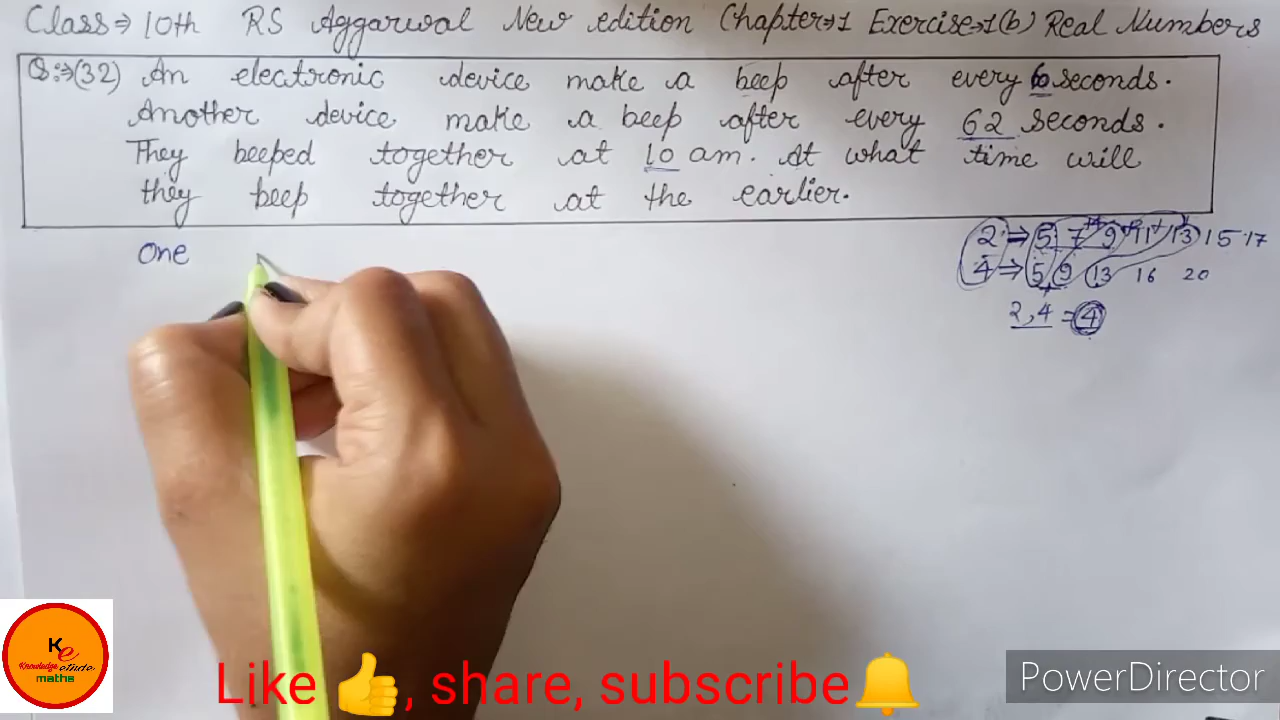 Class⇒ 10th RS Aggarwal New edition Chapter⇒1 Exercise⇒1(b) Real Numbers
Q:⇒(32) An electronic device make a beep after every 60 seconds.
Another device make a beep after every 62 seconds.
They beeped together at 10 am. At what time will
they beep together at the earlier.
2 ⇒ 5 7 9 11 13 15 17
4 ⇒ 5 9 13 16 20
2, 4 = 4
One
Ke
Knowledge etude
maths
Like 👍, share, subscribe🔔
PowerDirector